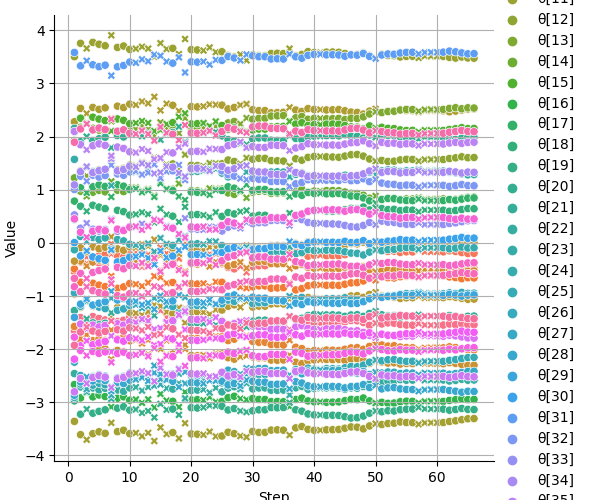 θ[11]
θ[12]
θ[13]
θ[14]
θ[15]
θ[16]
θ[17]
θ[18]
θ[19]
θ[20]
θ[21]
θ[22]
θ[23]
θ[24]
θ[25]
θ[26]
θ[27]
θ[28]
θ[29]
θ[30]
θ[31]
θ[32]
θ[33]
θ[34]
θ[35]
4
3
2
1
0
−1
−2
−3
−4
Value
0 10 20 30 40 50 60
Step